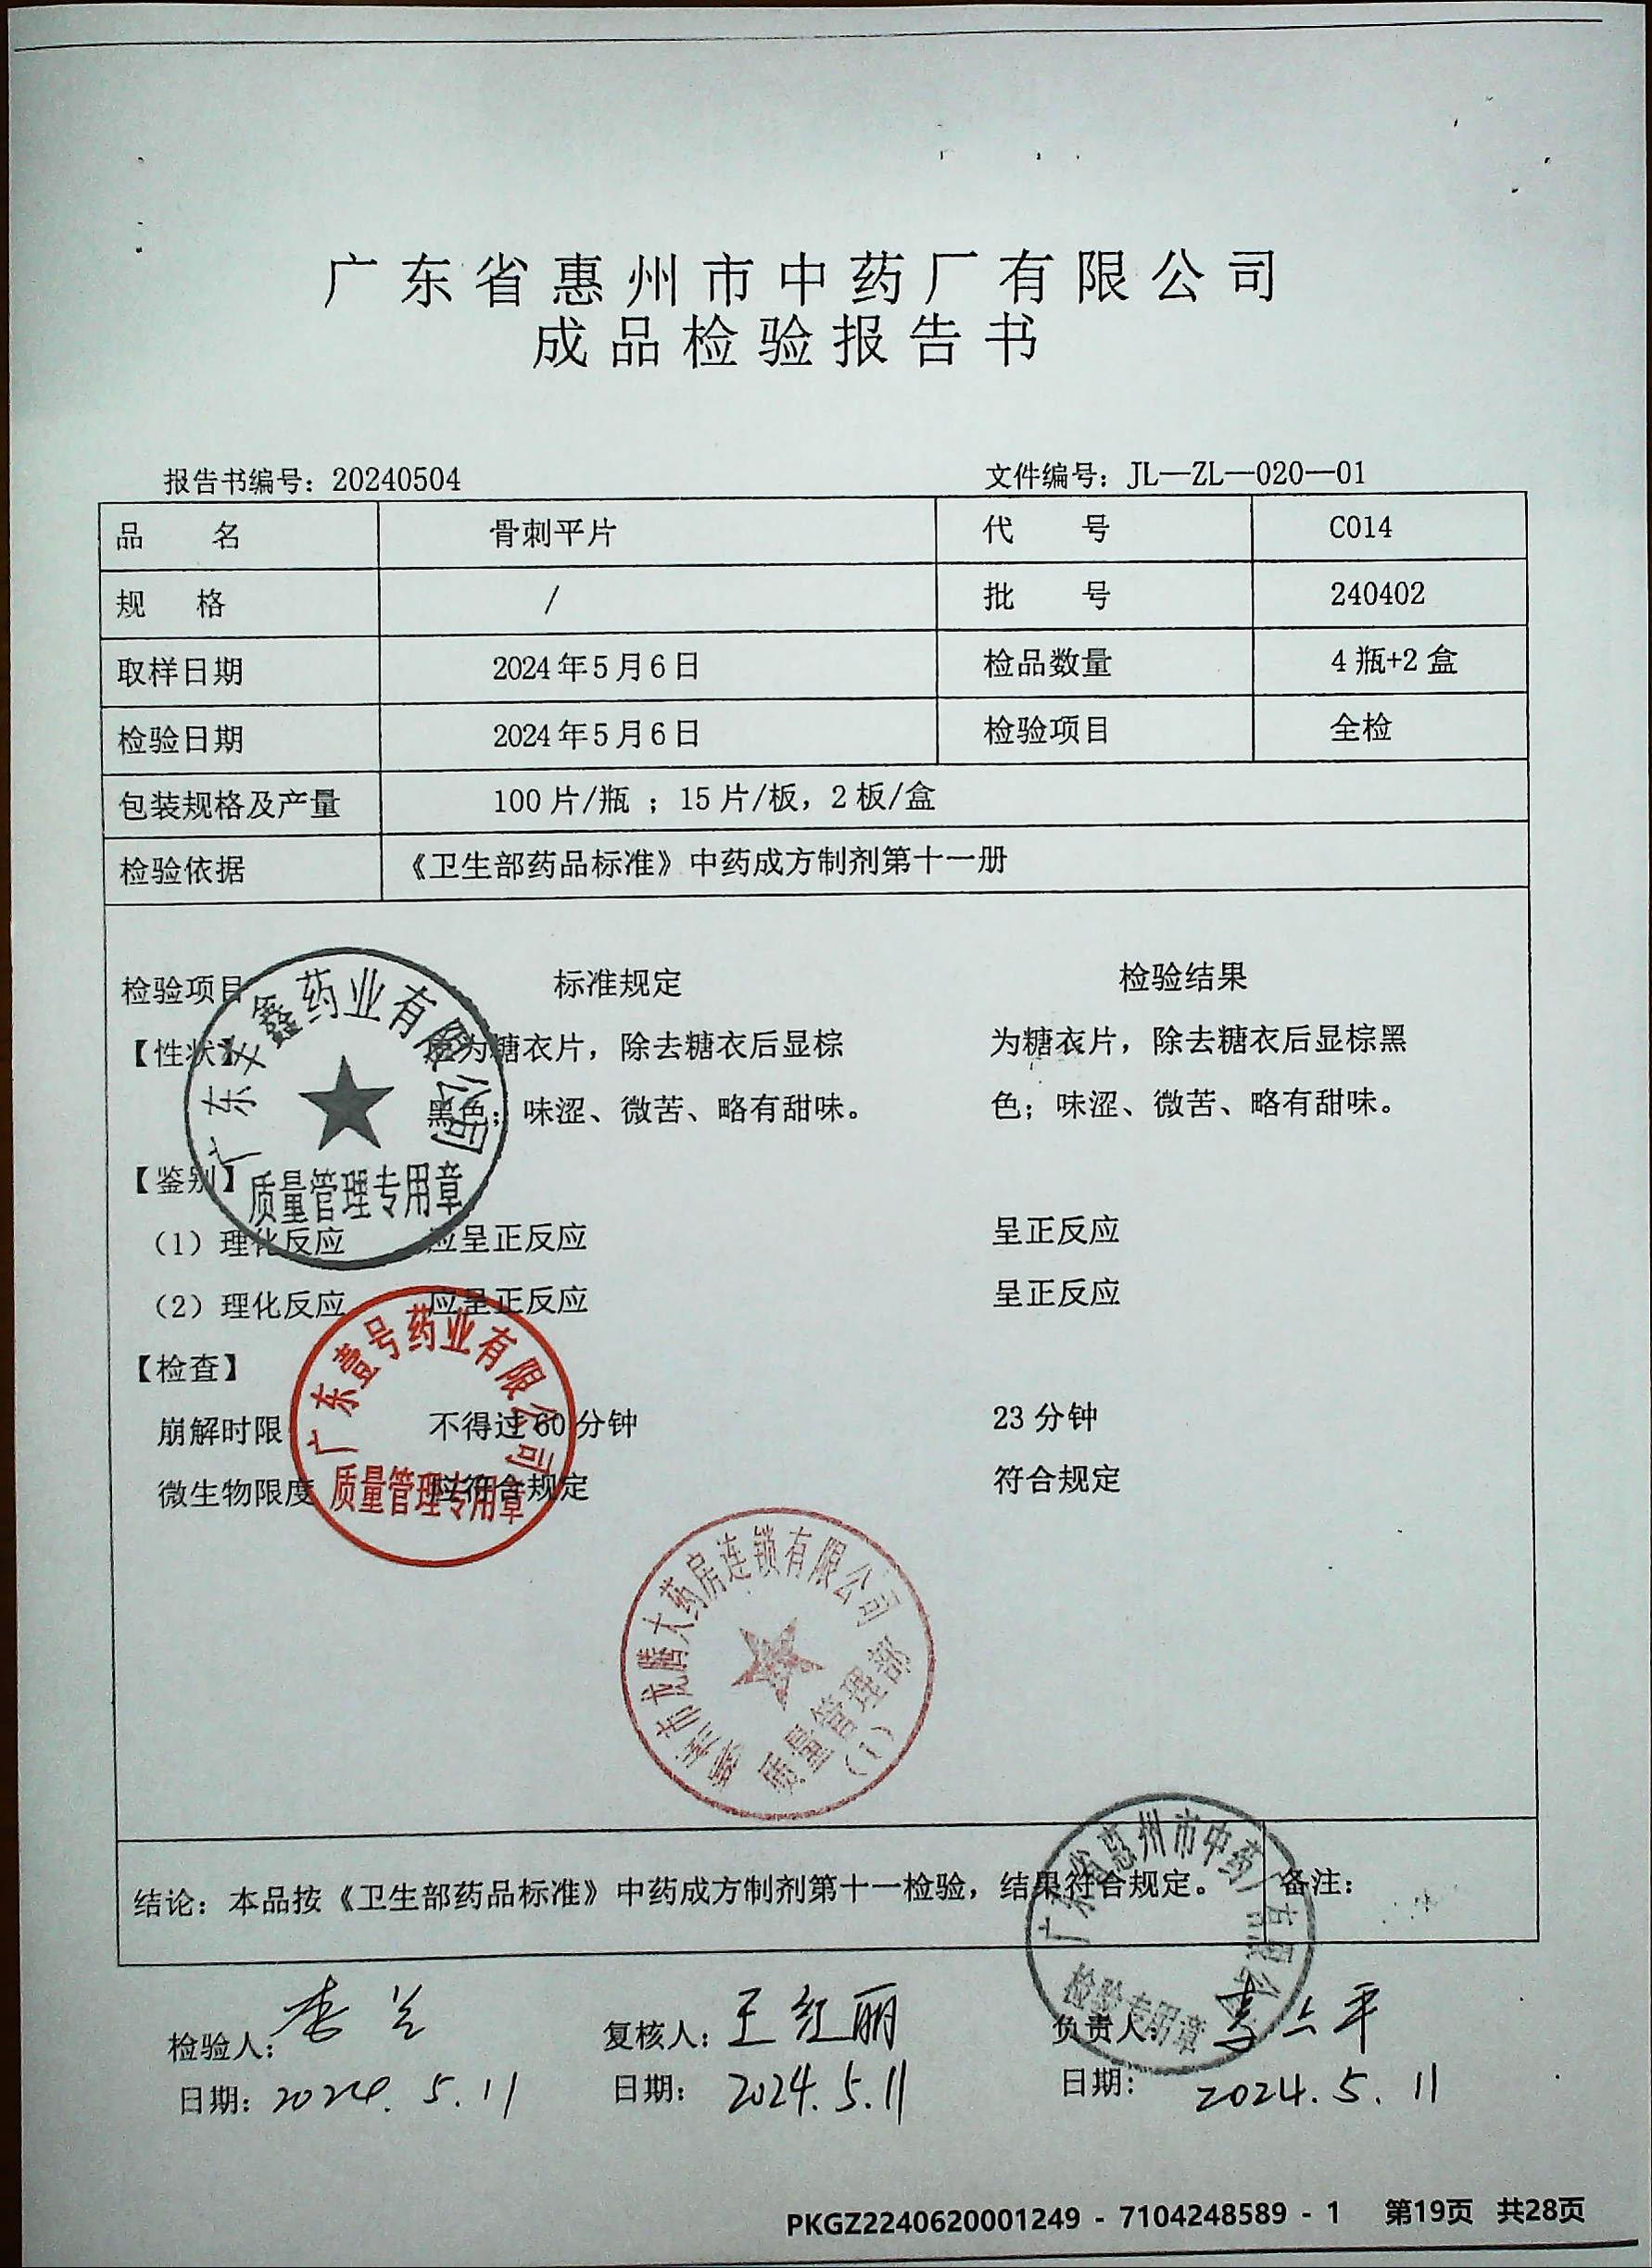 广东省惠州市中药厂有限公司
成品检验报告书
报告书编号：20240504 文件编号：JL—ZL—020—01
品 名 骨刺平片 代 号 C014
规 格 / 批 号 240402
取样日期 2024年5月6日 检品数量 4瓶+2盒
检验日期 2024年5月6日 检验项目 全检
包装规格及产量 100片/瓶；15片/板，2板/盒
检验依据 《卫生部药品标准》中药成方制剂第十一册
检验项目 标准规定 检验结果
【性状】 为糖衣片，除去糖衣后显棕 为糖衣片，除去糖衣后显棕黑
黑色；味涩、微苦、略有甜味。 色；味涩、微苦、略有甜味。
【鉴别】
（1）理化反应 应呈正反应 呈正反应
（2）理化反应 应呈正反应 呈正反应
【检查】
崩解时限 不得过60分钟 23分钟
微生物限度 应符合规定 符合规定
鑫药业有限公司
质量管理专用章
广东壹号药业有限公司
质量管理专用章
州市龙腾大药房连锁有限公司
质量管理部
（1）
结论：本品按《卫生部药品标准》中药成方制剂第十一检验，结果符合规定。 备注：
广东省惠州市中药厂有限公司
检验专用章
检验人：李兰 复核人：王红丽 负责人：
日期：2024.5.11 日期：2024.5.11 日期：2024.5.11
PKGZ2240620001249 - 7104248589 - 1 第19页 共28页